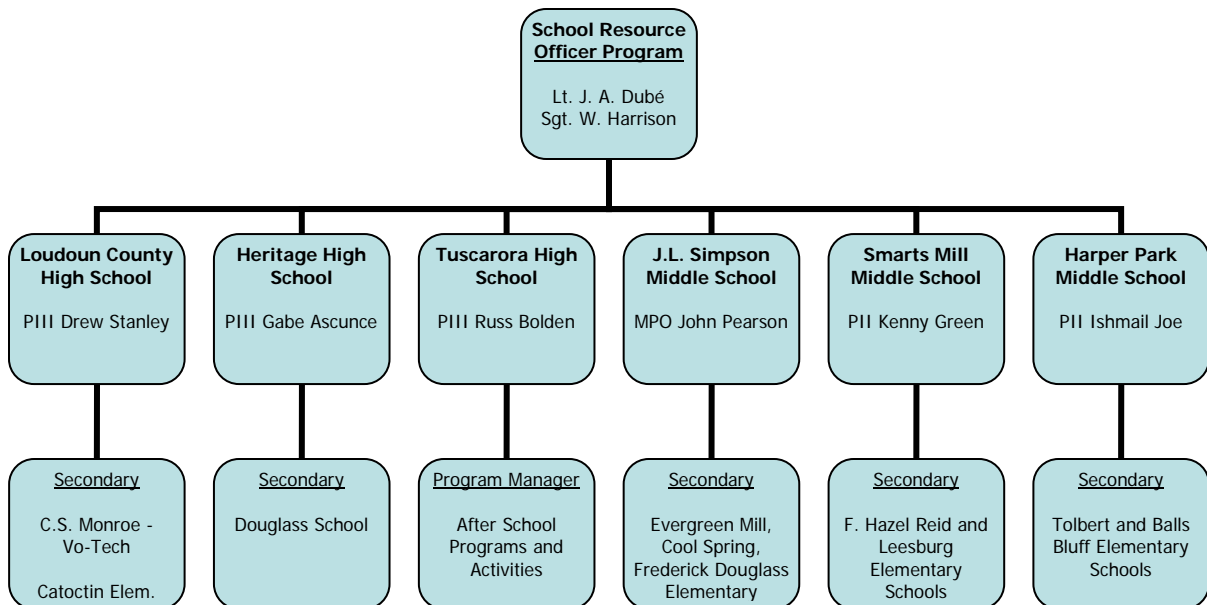 School Resource
Officer Program
Lt. J. A. Dubé
Sgt. W. Harrison
Loudoun County
High School
PIII Drew Stanley
Heritage High
School
PIII Gabe Ascunce
Tuscarora High
School
PIII Russ Bolden
J.L. Simpson
Middle School
MPO John Pearson
Smarts Mill
Middle School
PII Kenny Green
Harper Park
Middle School
PII Ishmail Joe
Secondary
C.S. Monroe -
Vo-Tech
Catoctin Elem.
Secondary
Douglass School
Program Manager
After School
Programs and
Activities
Secondary
Evergreen Mill,
Cool Spring,
Frederick Douglass
Elementary
Secondary
F. Hazel Reid and
Leesburg
Elementary
Schools
Secondary
Tolbert and Balls
Bluff Elementary
Schools